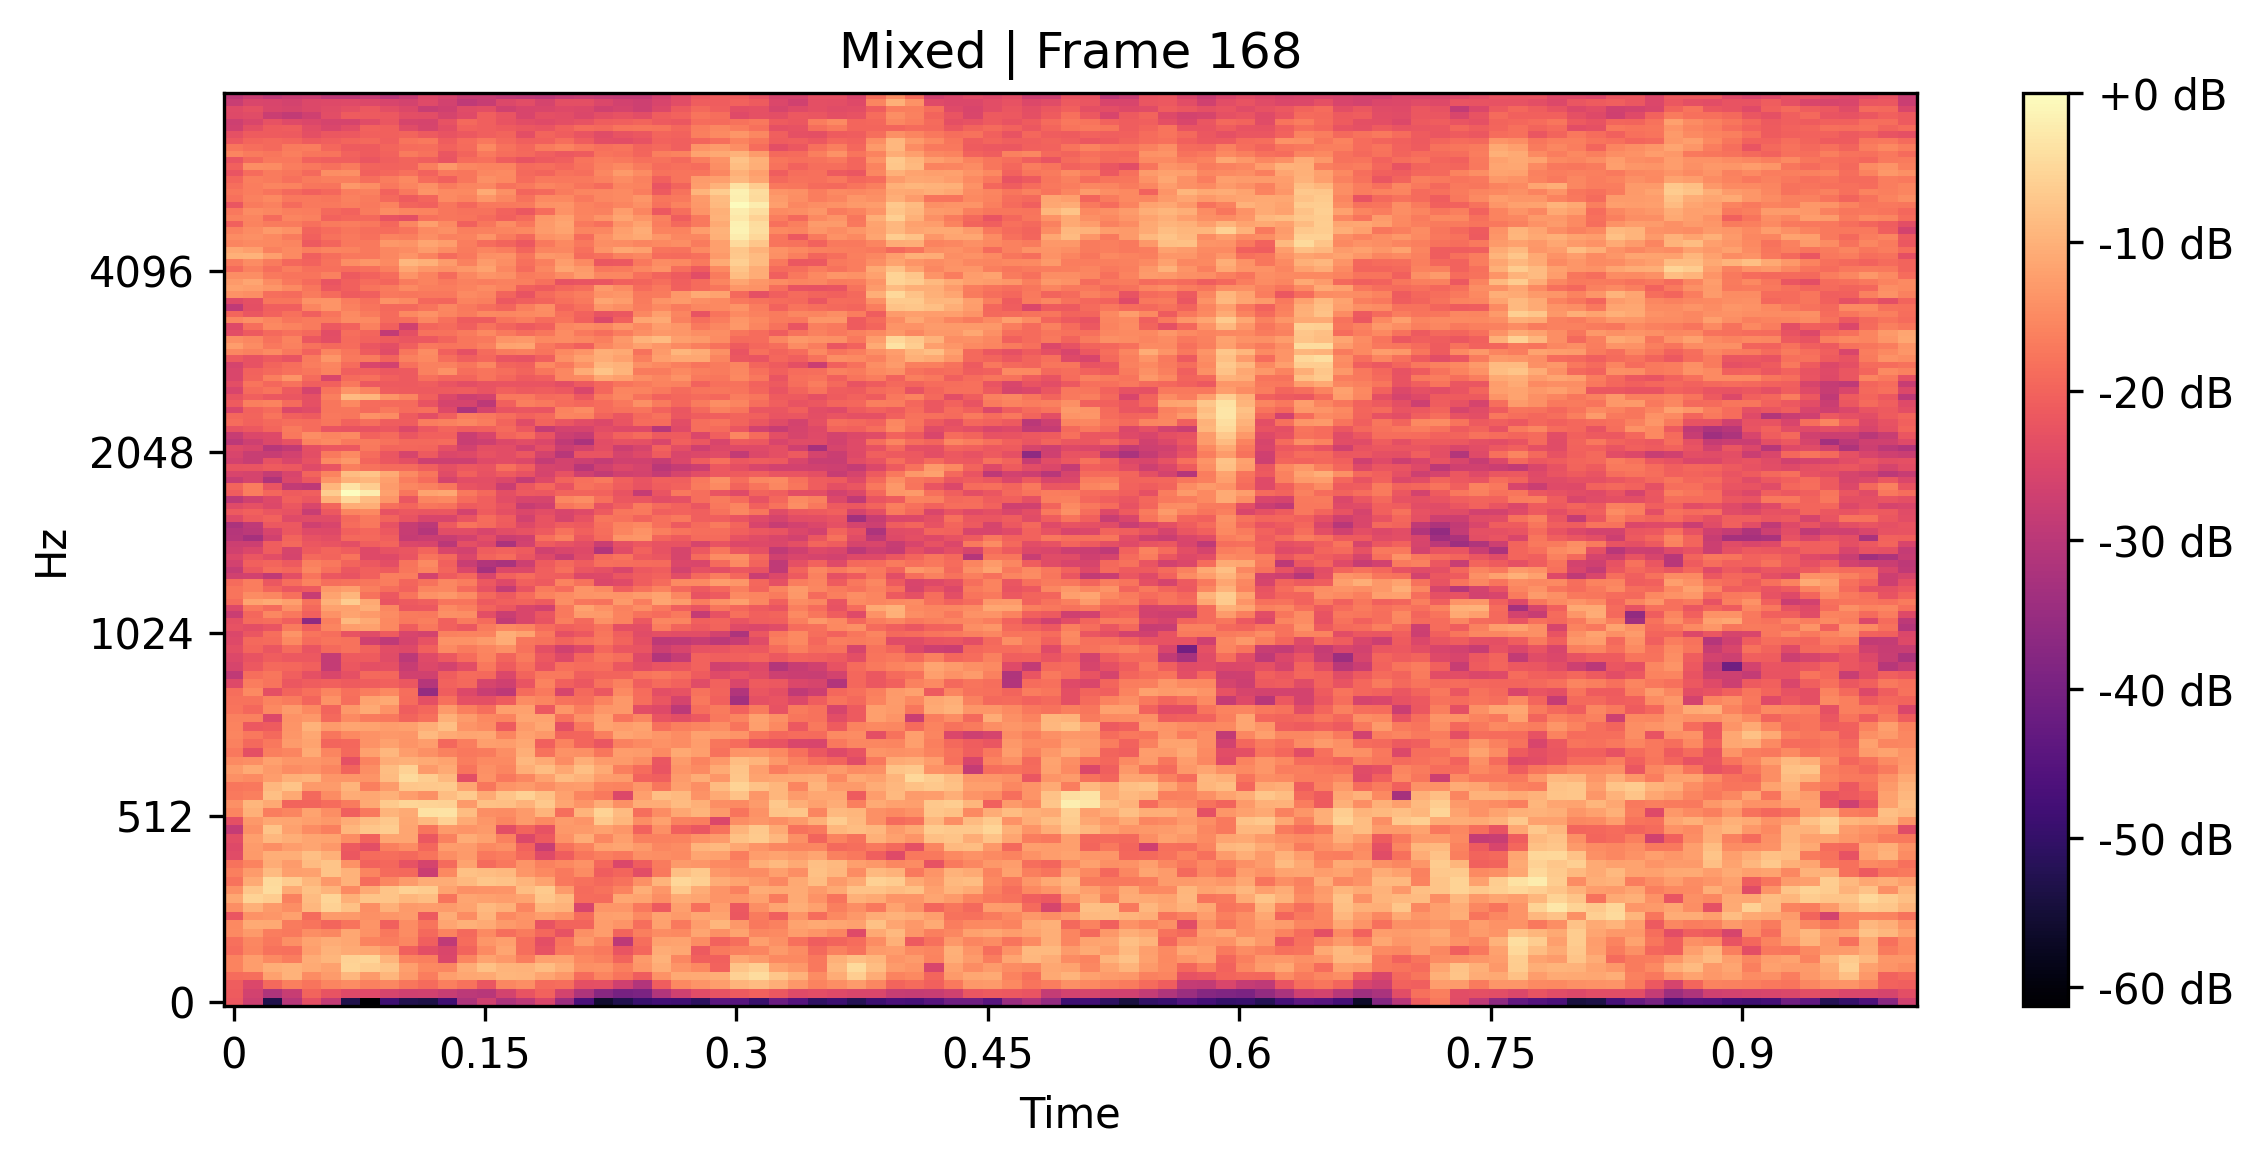 Mixed | Frame 168
+0 dB
-10 dB
-20 dB
-30 dB
-40 dB
-50 dB
-60 dB
4096
2048
1024
512
0
Hz
0 0.15 0.3 0.45 0.6 0.75 0.9
Time